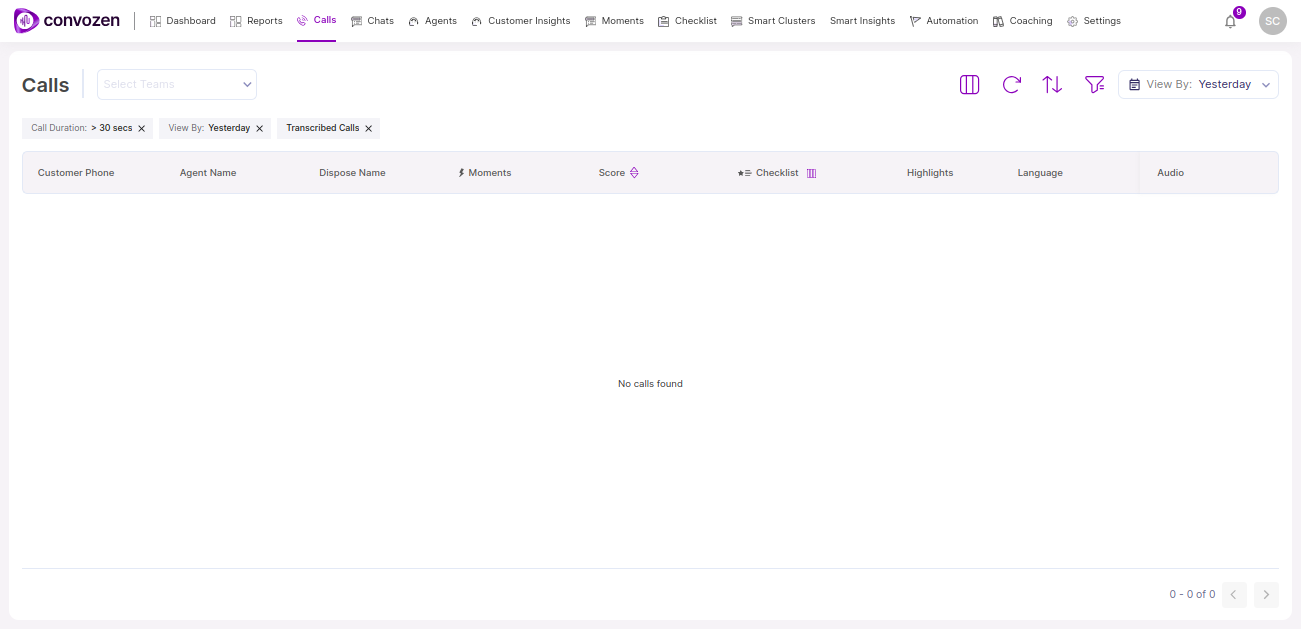 convozen Dashboard Reports Calls Chats Agents Customer Insights Moments Checklist Smart Clusters Smart Insights Automation Coaching Settings 9 SC
Calls Select Teams View By: Yesterday
Call Duration: > 30 secs View By: Yesterday Transcribed Calls
Customer Phone Agent Name Dispose Name Moments Score Checklist Highlights Language Audio
No calls found
0 - 0 of 0